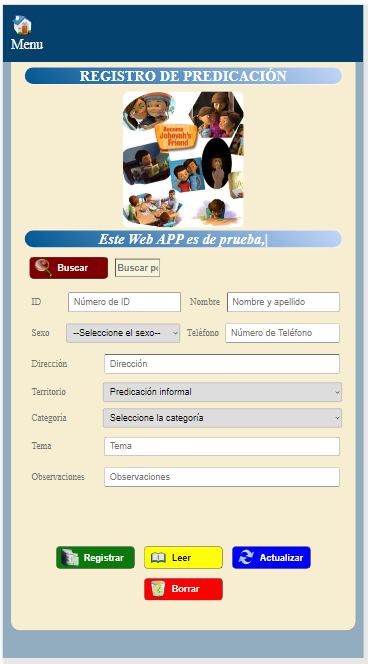 Menu
REGISTRO DE PREDICACIÓN
Become
Jehovah's
Friend
Este Web APP es de prueba,|
Buscar Buscar po
ID Número de ID Nombre Nombre y apellido
Sexo --Seleccione el sexo-- Teléfono Número de Teléfono
Dirección Dirección
Territorio Predicación informal
Categoría Seleccione la categoría
Tema Tema
Observaciones Observaciones
Registrar Leer Actualizar
Borrar